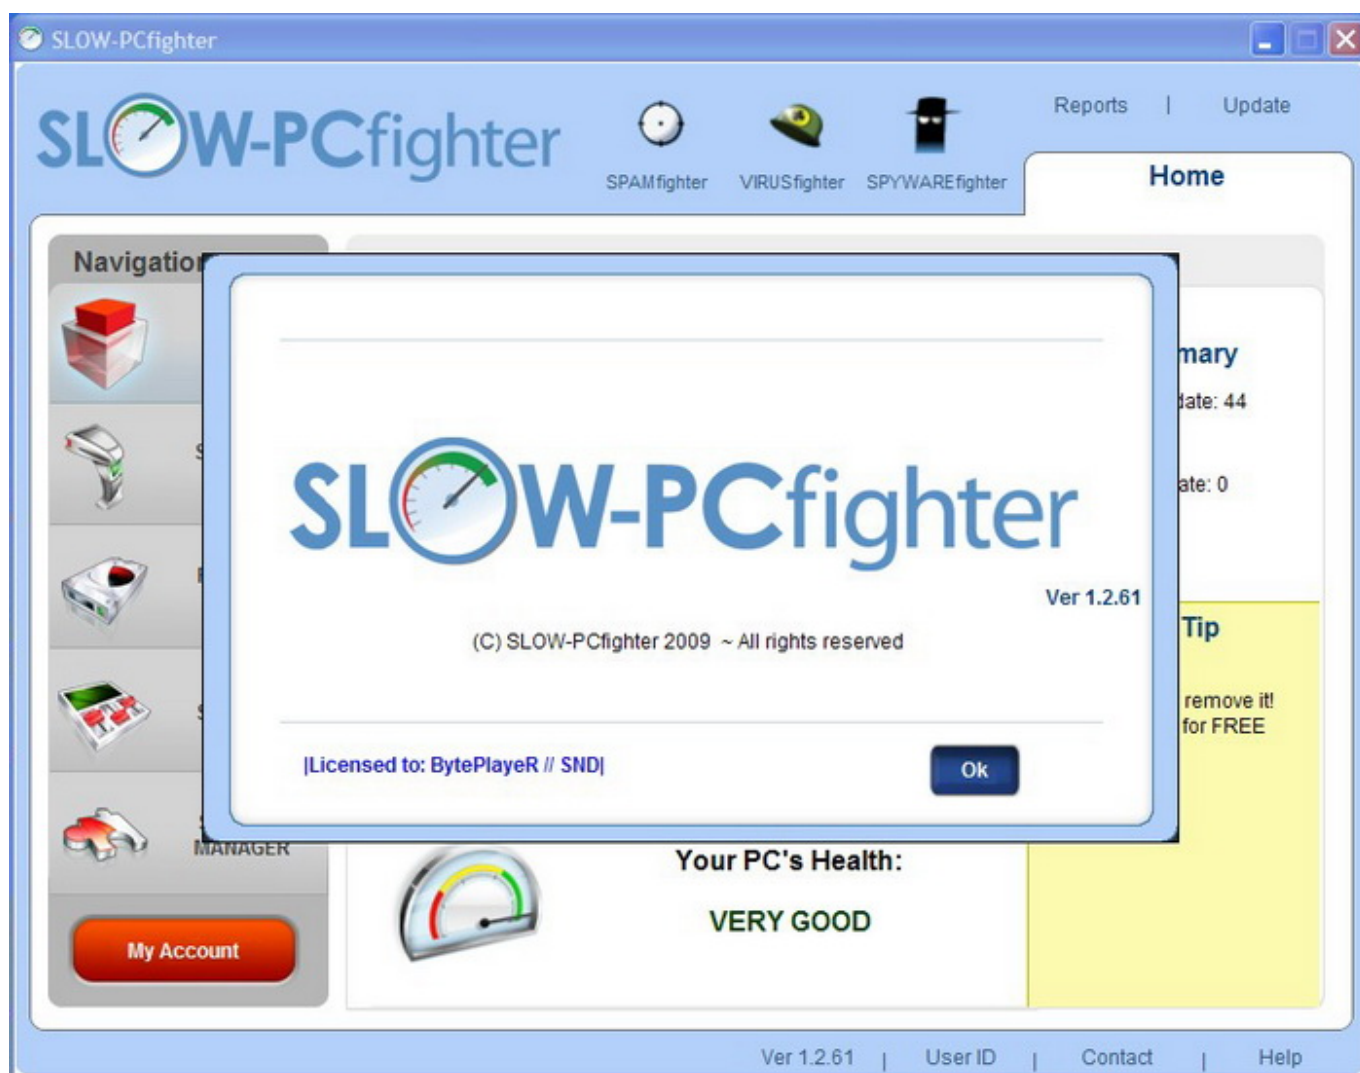 SLOW-PCfighter
SLOW-PCfighter
SPAMfighter
VIRUSfighter
SPYWAREfighter
Reports | Update
Home
Navigation
SLOW-PCfighter
Ver 1.2.61
(C) SLOW-PCfighter 2009 ~ All rights reserved
|Licensed to: BytePlayeR // SND|
Ok
mary
date: 44
ate: 0
Tip
remove it!
for FREE
MANAGER
My Account
Your PC's Health:
VERY GOOD
Ver 1.2.61 | User ID | Contact | Help